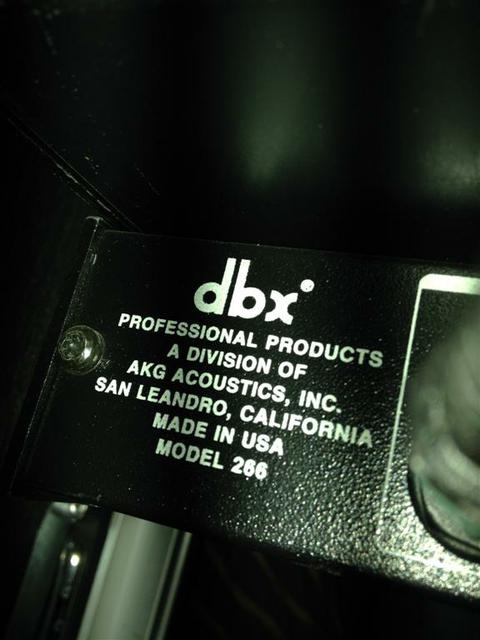 dbx®
PROFESSIONAL PRODUCTS
A DIVISION OF
AKG ACOUSTICS, INC.
SAN LEANDRO, CALIFORNIA
MADE IN USA
MODEL 266